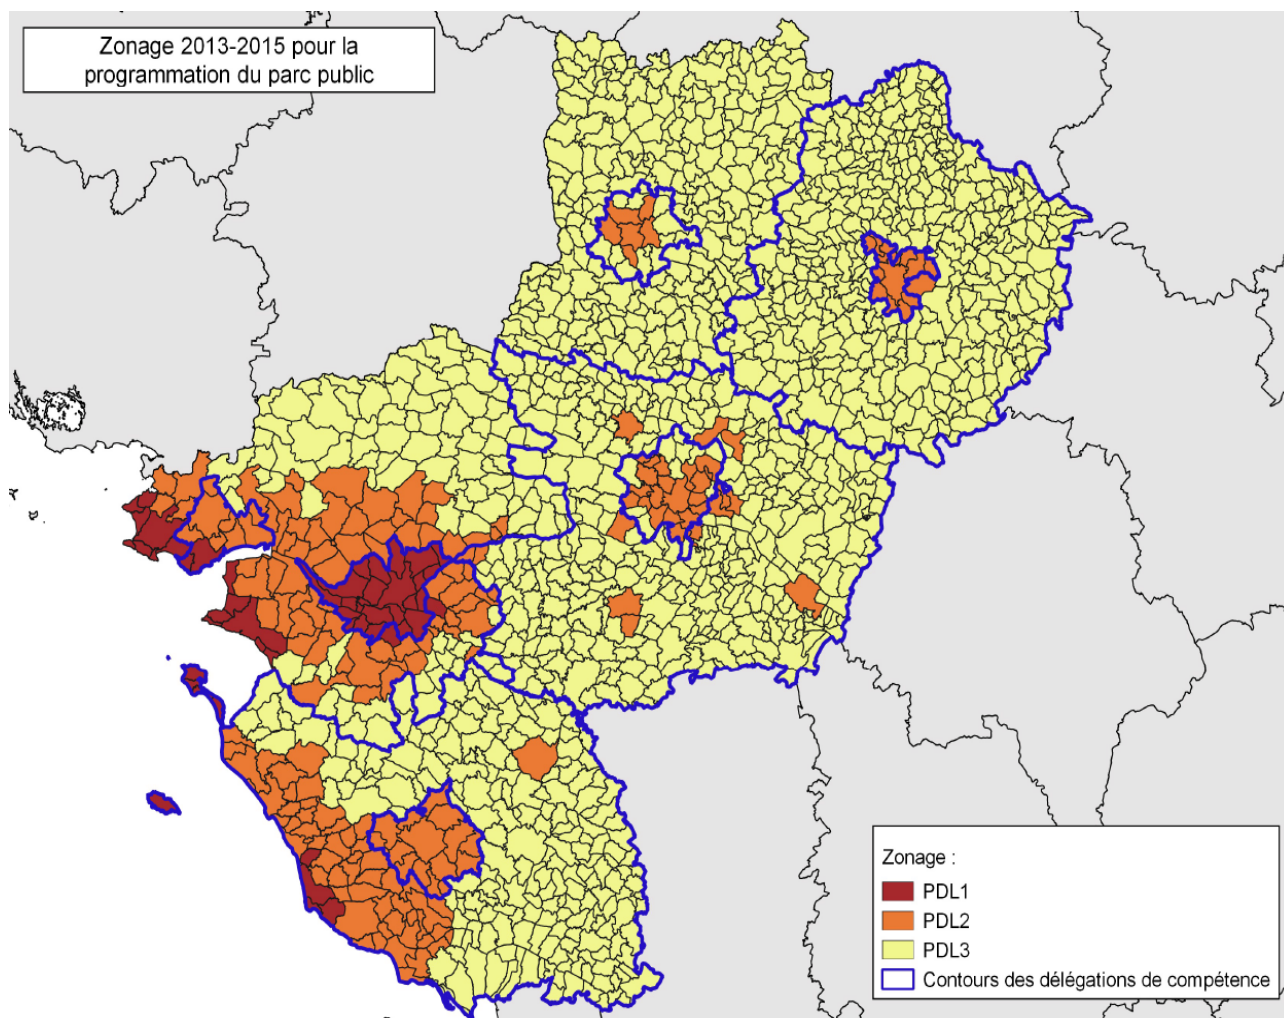 Zonage 2013-2015 pour la
programmation du parc public
Zonage :
PDL1
PDL2
PDL3
Contours des délégations de compétence